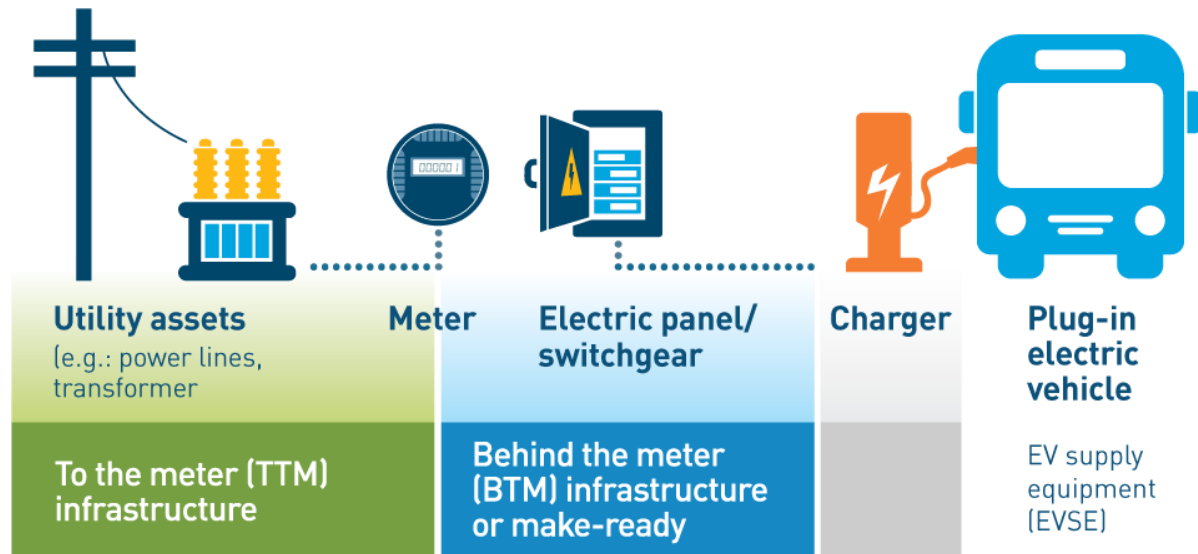 000001
Utility assets
(e.g.: power lines,
transformer
Meter
Electric panel/
switchgear
Charger
Plug-in
electric
vehicle
To the meter (TTM)
infrastructure
Behind the meter
(BTM) infrastructure
or make-ready
EV supply
equipment
(EVSE)